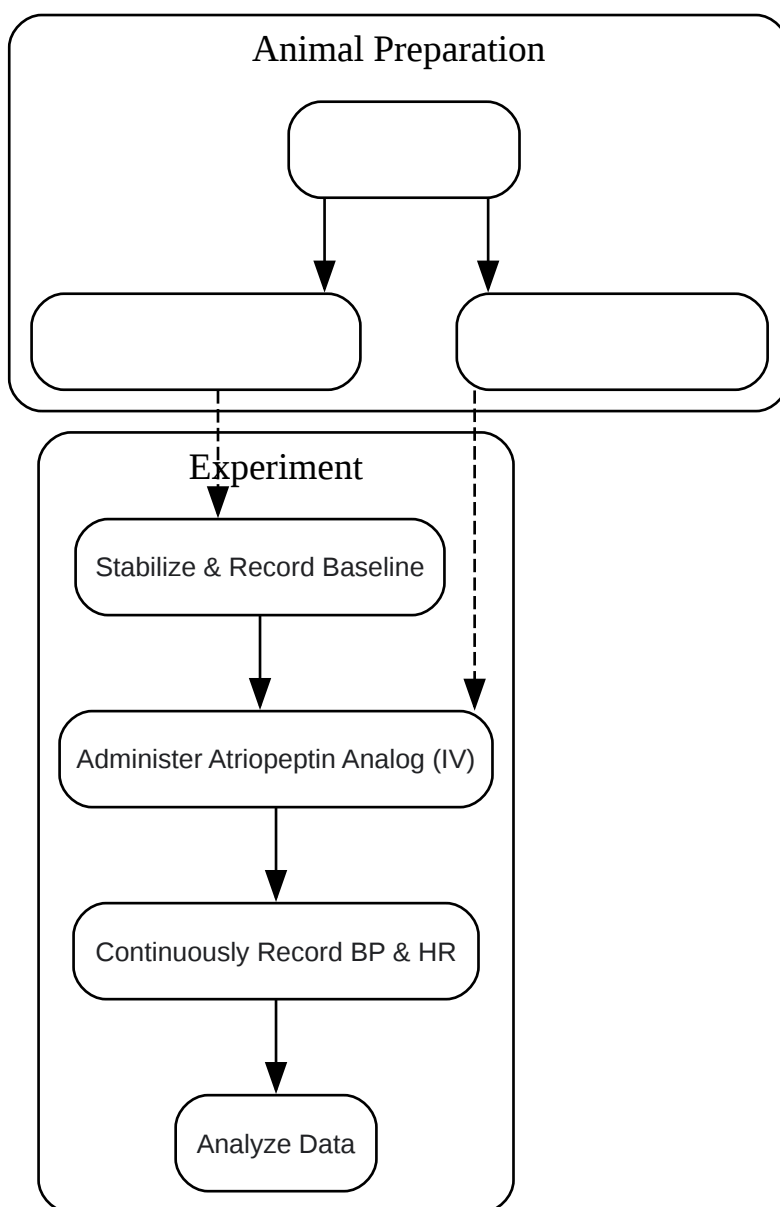 Animal Preparation
Experiment
Stabilize & Record Baseline
Administer Atriopeptin Analog (IV)
Continuously Record BP & HR
Analyze Data